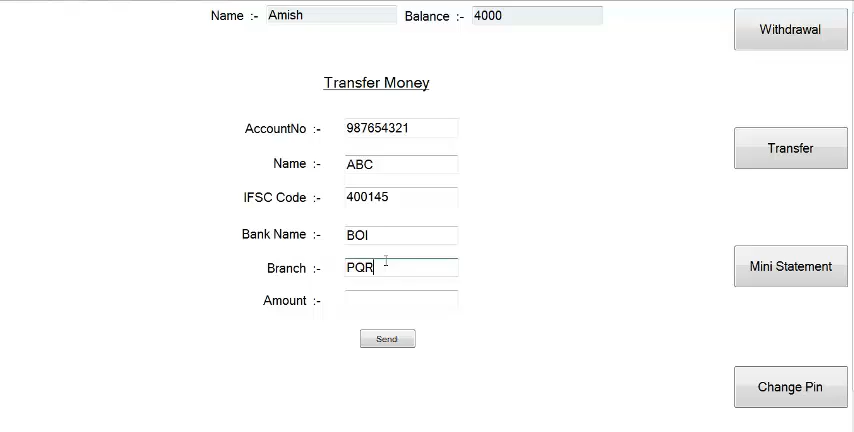 Name :- Amish Balance :- 4000
Withdrawal
Transfer Money
AccountNo :- 987654321
Transfer
Name :- ABC
IFSC Code :- 400145
Bank Name :- BOI
Branch :- PQR
Mini Statement
Amount :-
Send
Change Pin